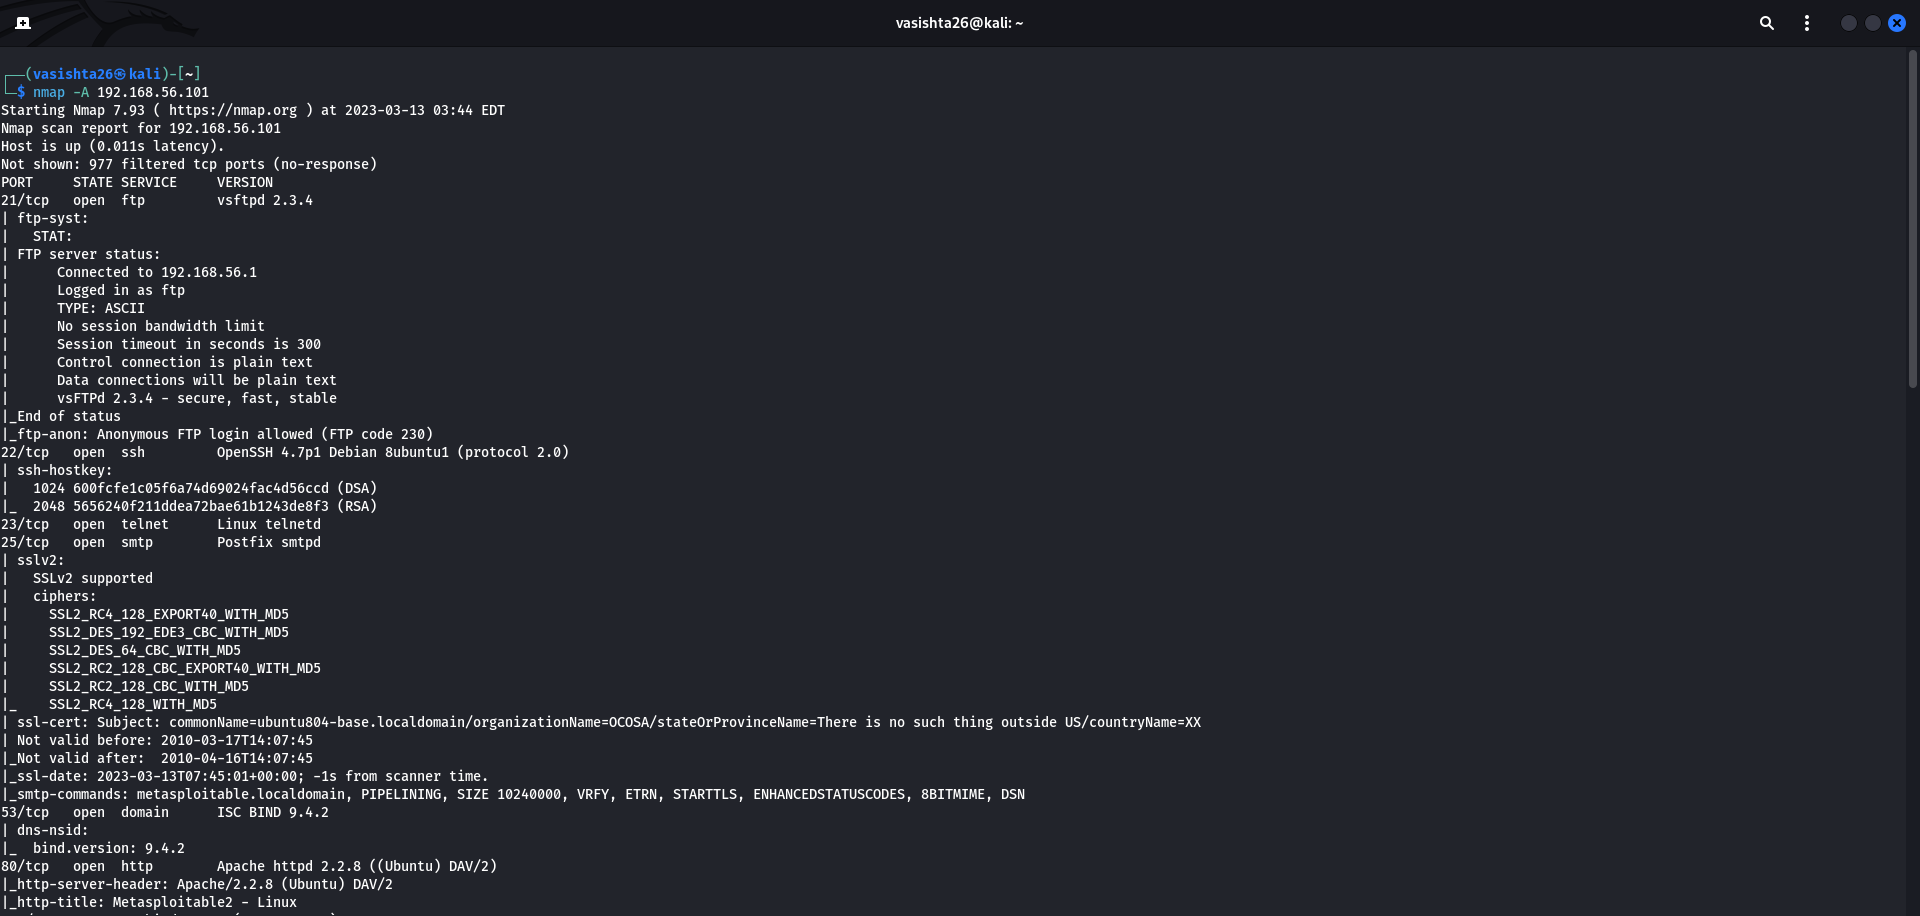 vasishta26@kali: ~
┌──(vasishta26㉿kali)-[~]
└─$ nmap -A 192.168.56.101
Starting Nmap 7.93 ( https://nmap.org ) at 2023-03-13 03:44 EDT
Nmap scan report for 192.168.56.101
Host is up (0.011s latency).
Not shown: 977 filtered tcp ports (no-response)
PORT     STATE SERVICE     VERSION
21/tcp   open  ftp         vsftpd 2.3.4
| ftp-syst:
|   STAT:
| FTP server status:
|      Connected to 192.168.56.1
|      Logged in as ftp
|      TYPE: ASCII
|      No session bandwidth limit
|      Session timeout in seconds is 300
|      Control connection is plain text
|      Data connections will be plain text
|      vsFTPd 2.3.4 - secure, fast, stable
|_End of status
|_ftp-anon: Anonymous FTP login allowed (FTP code 230)
22/tcp   open  ssh         OpenSSH 4.7p1 Debian 8ubuntu1 (protocol 2.0)
| ssh-hostkey:
|   1024 600fcfe1c05f6a74d69024fac4d56ccd (DSA)
|_  2048 5656240f211ddea72bae61b1243de8f3 (RSA)
23/tcp   open  telnet      Linux telnetd
25/tcp   open  smtp        Postfix smtpd
| sslv2:
|   SSLv2 supported
|   ciphers:
|     SSL2_RC4_128_EXPORT40_WITH_MD5
|     SSL2_DES_192_EDE3_CBC_WITH_MD5
|     SSL2_DES_64_CBC_WITH_MD5
|     SSL2_RC2_128_CBC_EXPORT40_WITH_MD5
|     SSL2_RC2_128_CBC_WITH_MD5
|_    SSL2_RC4_128_WITH_MD5
| ssl-cert: Subject: commonName=ubuntu804-base.localdomain/organizationName=OCOSA/stateOrProvinceName=There is no such thing outside US/countryName=XX
| Not valid before: 2010-03-17T14:07:45
|_Not valid after:  2010-04-16T14:07:45
|_ssl-date: 2023-03-13T07:45:01+00:00; -1s from scanner time.
|_smtp-commands: metasploitable.localdomain, PIPELINING, SIZE 10240000, VRFY, ETRN, STARTTLS, ENHANCEDSTATUSCODES, 8BITMIME, DSN
53/tcp   open  domain      ISC BIND 9.4.2
| dns-nsid:
|_  bind.version: 9.4.2
80/tcp   open  http        Apache httpd 2.2.8 ((Ubuntu) DAV/2)
|_http-server-header: Apache/2.2.8 (Ubuntu) DAV/2
|_http-title: Metasploitable2 - Linux